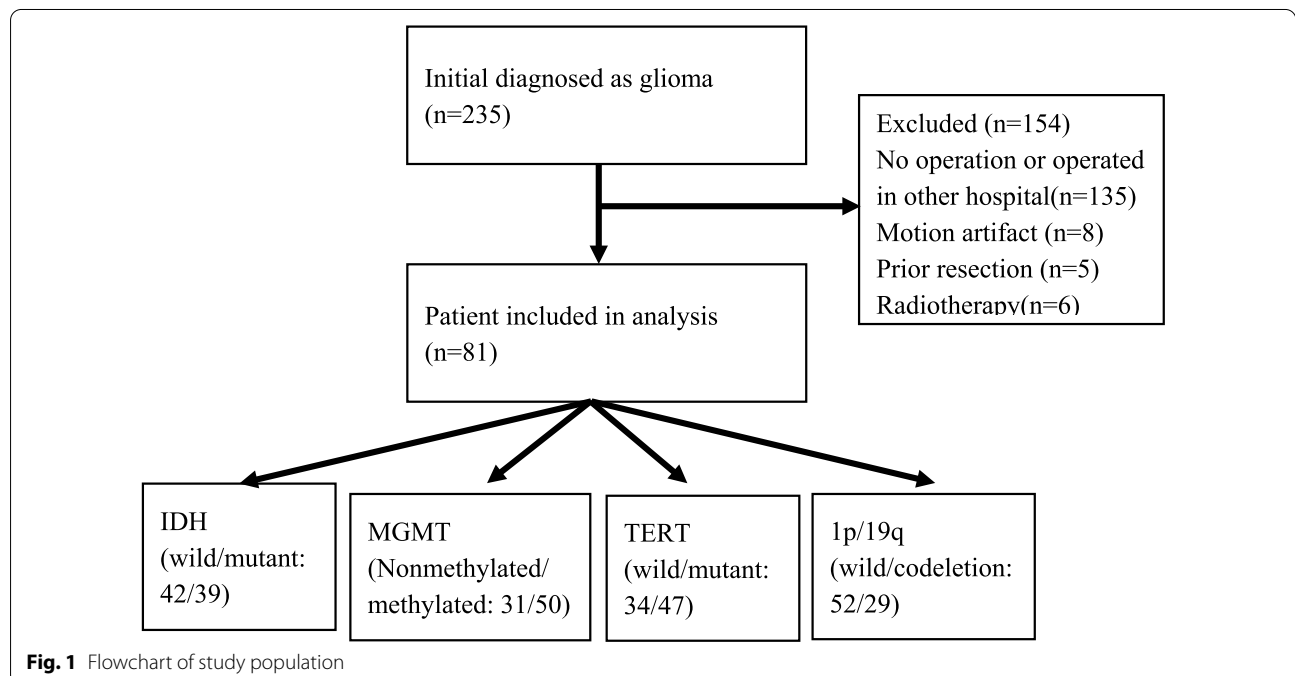 Initial diagnosed as glioma
(n=235)
Excluded (n=154)
No operation or operated
in other hospital(n=135)
Motion artifact (n=8)
Prior resection (n=5)
Radiotherapy(n=6)
Patient included in analysis
(n=81)
IDH
(wild/mutant:
42/39)
MGMT
(Nonmethylated/
methylated: 31/50)
TERT
(wild/mutant:
34/47)
1p/19q
(wild/codeletion:
52/29)
Fig. 1 Flowchart of study population